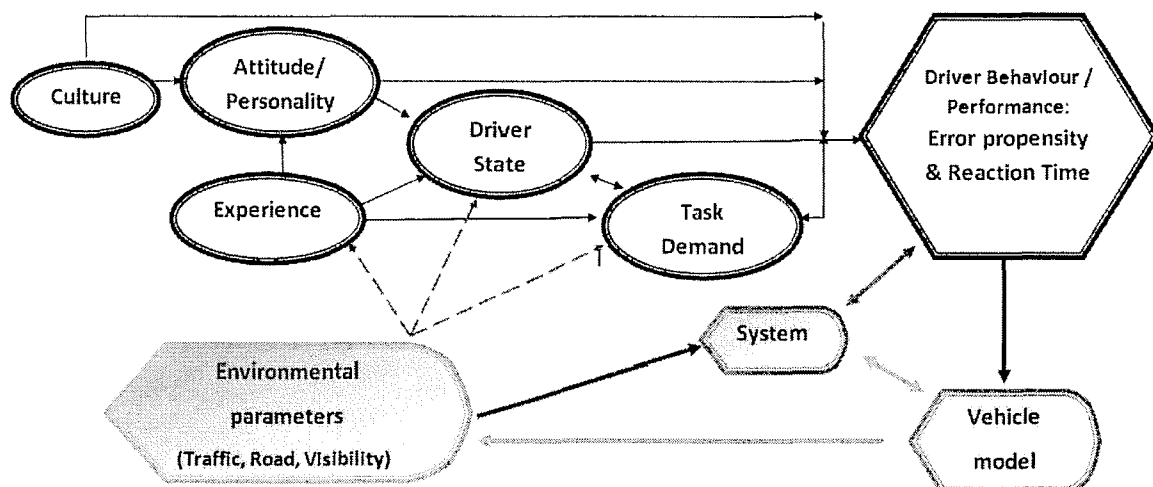 Culture
Attitude/
Personality
Driver
State
Experience
Task
Demand
Driver Behaviour /
Performance:
Error propensity
& Reaction Time
System
Environmental
parameters
(Traffic, Road, Visibility)
Vehicle
model